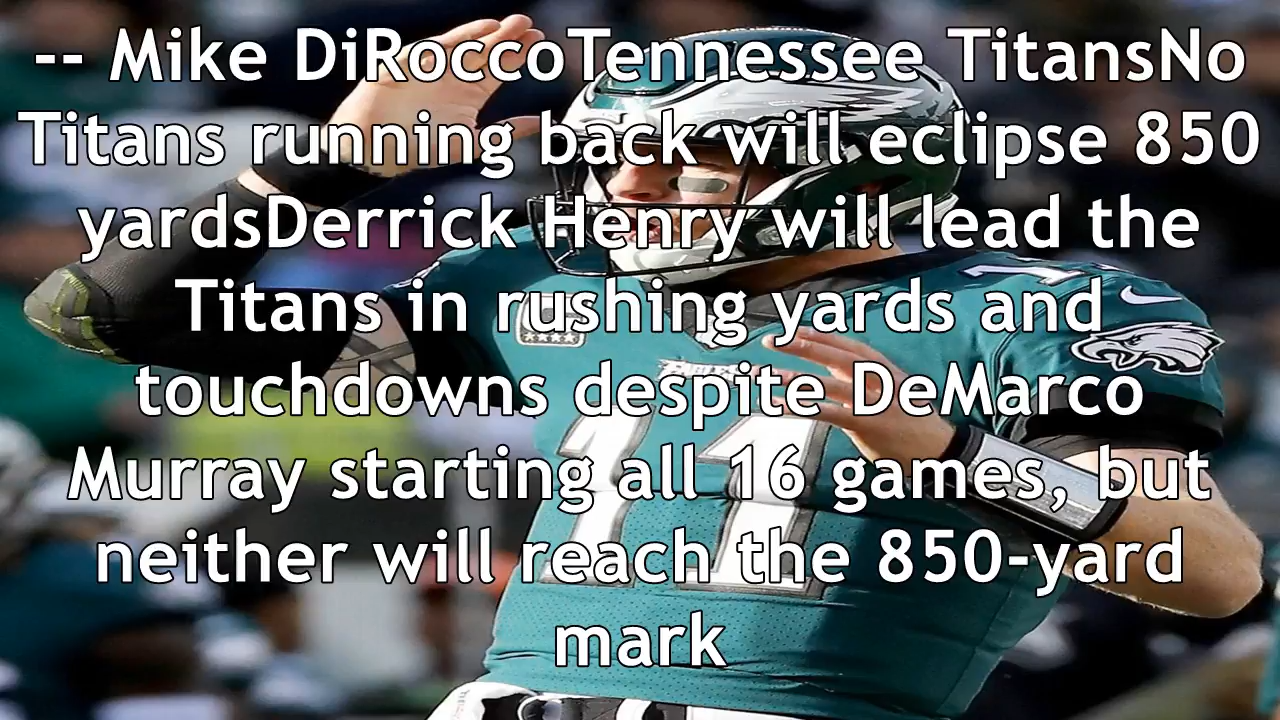 -- Mike DiRoccoTennessee TitansNo
Titans running back will eclipse 850
yardsDerrick Henry will lead the
Titans in rushing yards and
touchdowns despite DeMarco
Murray starting all 16 games, but
neither will reach the 850-yard
mark
11